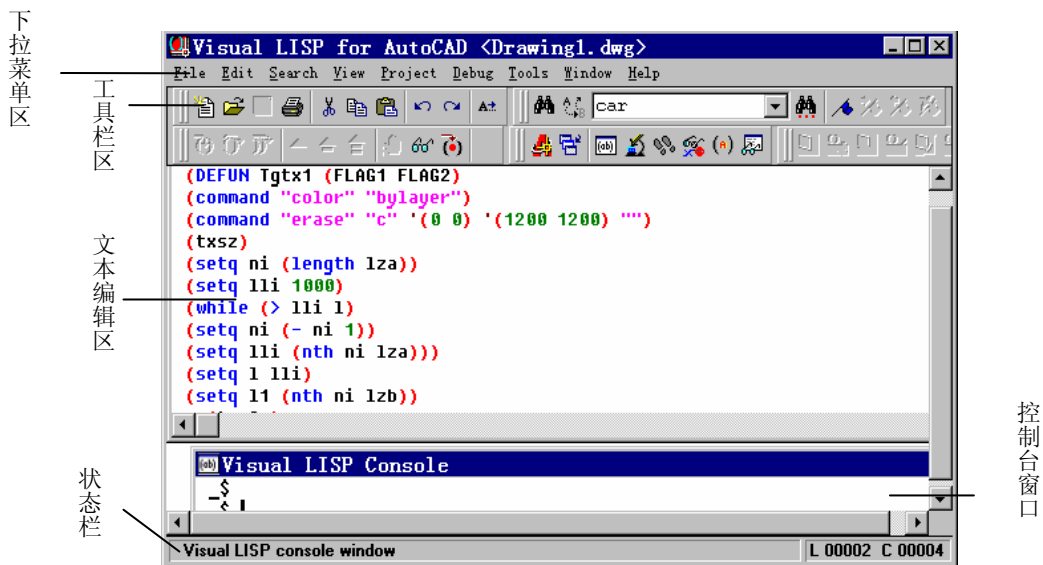 下拉菜单区
工具栏区
文本编辑区
状态栏
控制台窗口
Visual LISP for AutoCAD <Drawing1.dwg>
File Edit Search View Project Debug Tools Window Help
car
(DEFUN Tgtx1 (FLAG1 FLAG2)
(command "color" "bylayer")
(command "erase" "c" '(0 0) '(1200 1200) "")
(txsz)
(setq ni (length lza))
(setq lli 1000)
(while (> lli l)
(setq ni (- ni 1))
(setq lli (nth ni lza)))
(setq l lli)
(setq l1 (nth ni lzb))
Visual LISP Console
_$
_$
Visual LISP console window
L 00002 C 00004